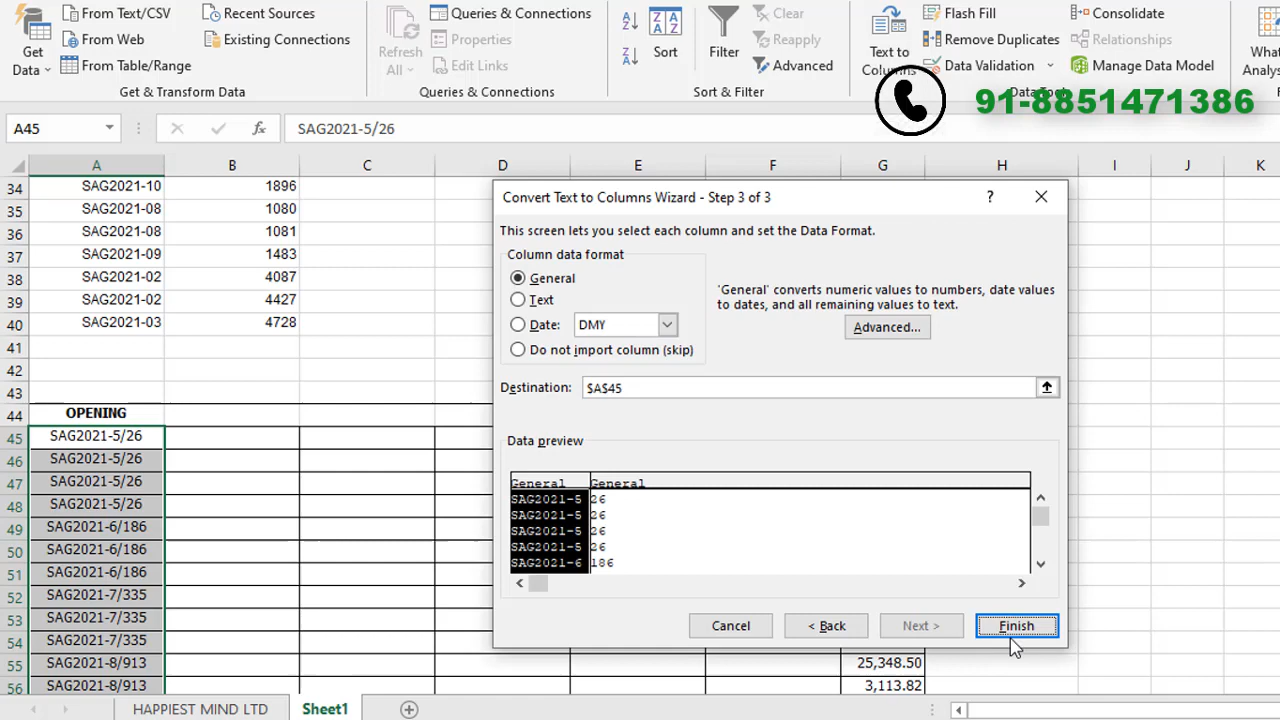 From Text/CSV
Recent Sources
Queries & Connections
Clear
Flash Fill
Consolidate
From Web
Existing Connections
Properties
Reapply
Remove Duplicates
Relationships
Get Data
From Table/Range
Refresh All
Edit Links
Sort
Filter
Advanced
Text to Columns
Data Validation
Manage Data Model
What
Get & Transform Data
Queries & Connections
Sort & Filter
91-8851471386
A45
fx
SAG2021-5/26
A B C D E F G H I J K
34 SAG2021-10 1896
35 SAG2021-08 1080
36 SAG2021-08 1081
37 SAG2021-09 1483
38 SAG2021-02 4087
39 SAG2021-02 4427
40 SAG2021-03 4728
41
42
43
44 OPENING
45 SAG2021-5/26
46 SAG2021-5/26
47 SAG2021-5/26
48 SAG2021-5/26
49 SAG2021-6/186
50 SAG2021-6/186
51 SAG2021-6/186
52 SAG2021-7/335
53 SAG2021-7/335
54 SAG2021-7/335
55 SAG2021-8/913 25,348.50
56 SAG2021-8/913 3,113.82
Convert Text to Columns Wizard - Step 3 of 3
?
This screen lets you select each column and set the Data Format.
Column data format
General
Text
Date: DMY
Do not import column (skip)
'General' converts numeric values to numbers, date values
to dates, and all remaining values to text.
Advanced...
Destination: $A$45
Data preview
General General
SAG2021-5 26
SAG2021-5 26
SAG2021-5 26
SAG2021-5 26
SAG2021-6 186
Cancel
< Back
Next >
Finish
HAPPIEST MIND LTD
Sheet1